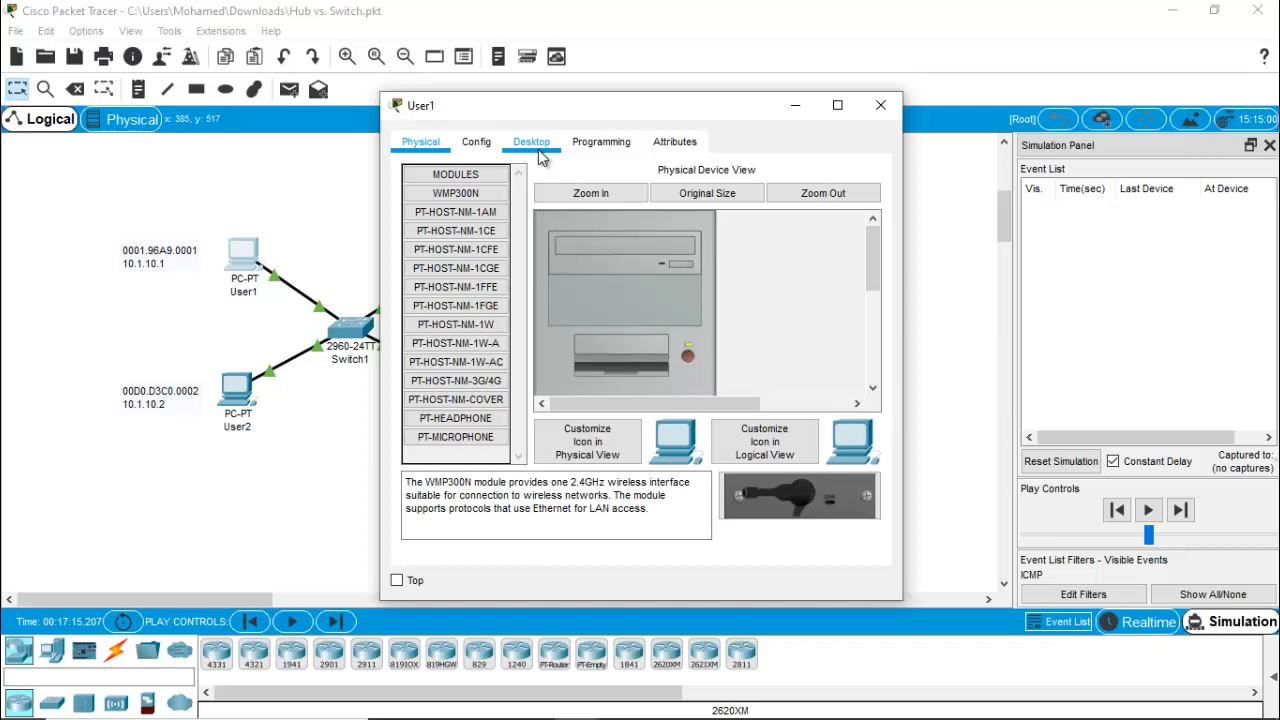 Cisco Packet Tracer - C:\Users\Mohamed\Downloads\Hub vs. Switch.pkt
File Edit Options View Tools Extensions Help
Logical Physical x: 385, y: 517
[Root] 15:15:00
User1
Physical Config Desktop Programming Attributes
MODULES
WMP300N
PT-HOST-NM-1AM
PT-HOST-NM-1CE
PT-HOST-NM-1CFE
PT-HOST-NM-1CGE
PT-HOST-NM-1FFE
PT-HOST-NM-1FGE
PT-HOST-NM-1W
PT-HOST-NM-1W-A
PT-HOST-NM-1W-AC
PT-HOST-NM-3G/4G
PT-HOST-NM-COVER
PT-HEADPHONE
PT-MICROPHONE
Physical Device View
Zoom In Original Size Zoom Out
Customize
Icon in
Physical View
Customize
Icon in
Logical View
The WMP300N module provides one 2.4GHz wireless interface
suitable for connection to wireless networks. The module
supports protocols that use Ethernet for LAN access.
Top
0001.96A9.0001
10.1.10.1
PC-PT
User1
2960-24TT
Switch1
00D0.D3C0.0002
10.1.10.2
PC-PT
User2
Simulation Panel
Event List
Vis. Time(sec) Last Device At Device
Reset Simulation Constant Delay
Captured to:
(no captures)
Play Controls
Event List Filters - Visible Events
ICMP
Edit Filters Show All/None
Time: 00:17:15.207 PLAY CONTROLS:
Event List Realtime Simulation
4331 4321 1941 2901 2911 819IOX 819HGW 829 1240 PT-Router PT-Empty 1841 2620XM 2621XM 2811
2620XM